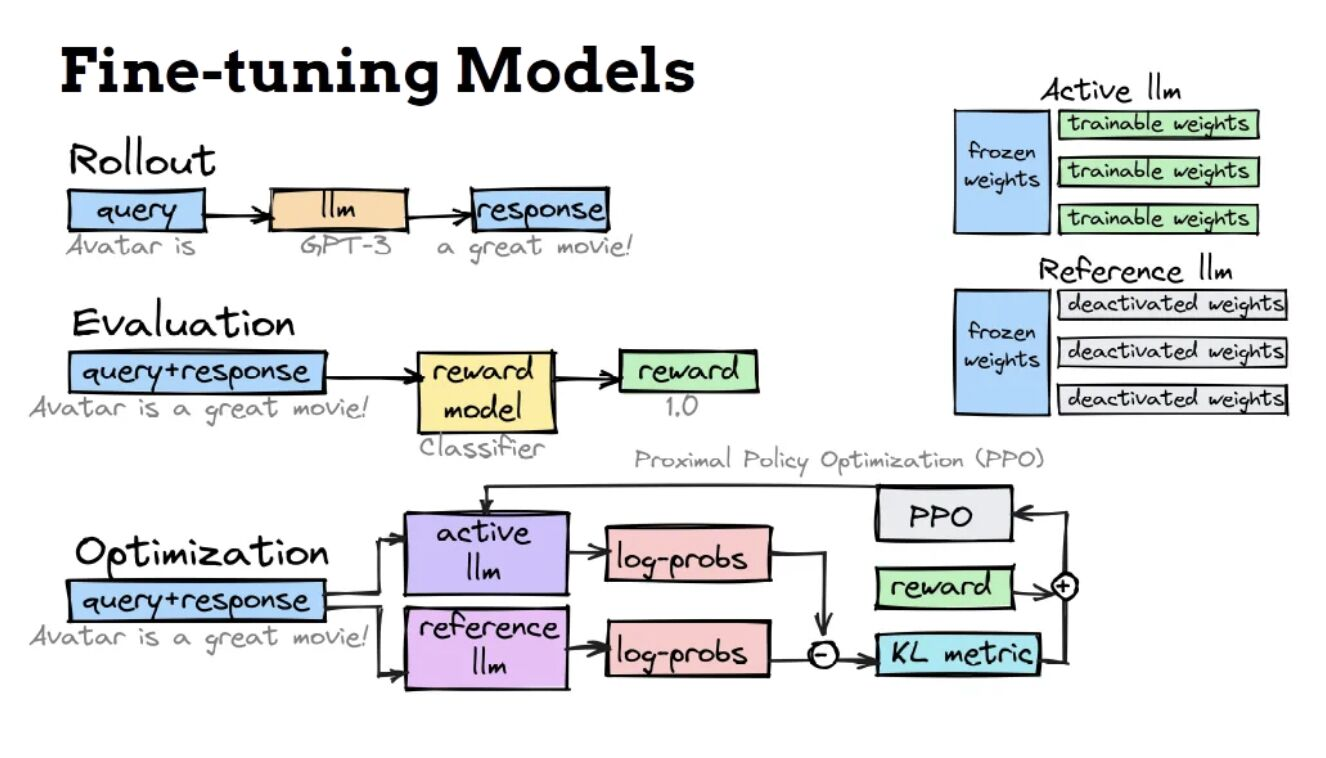 Fine-tuning Models
Rollout
query
llm
response
Avatar is
GPT-3
a great movie!
Evaluation
query+response
reward
model
reward
Avatar is a great movie!
Classifier
1.0
Active llm
frozen
weights
trainable weights
trainable weights
trainable weights
Reference llm
frozen
weights
deactivated weights
deactivated weights
deactivated weights
Proximal Policy Optimization (PPO)
Optimization
query+response
Avatar is a great movie!
active
llm
log-probs
reference
llm
log-probs
-
PPO
reward
+
KL metric